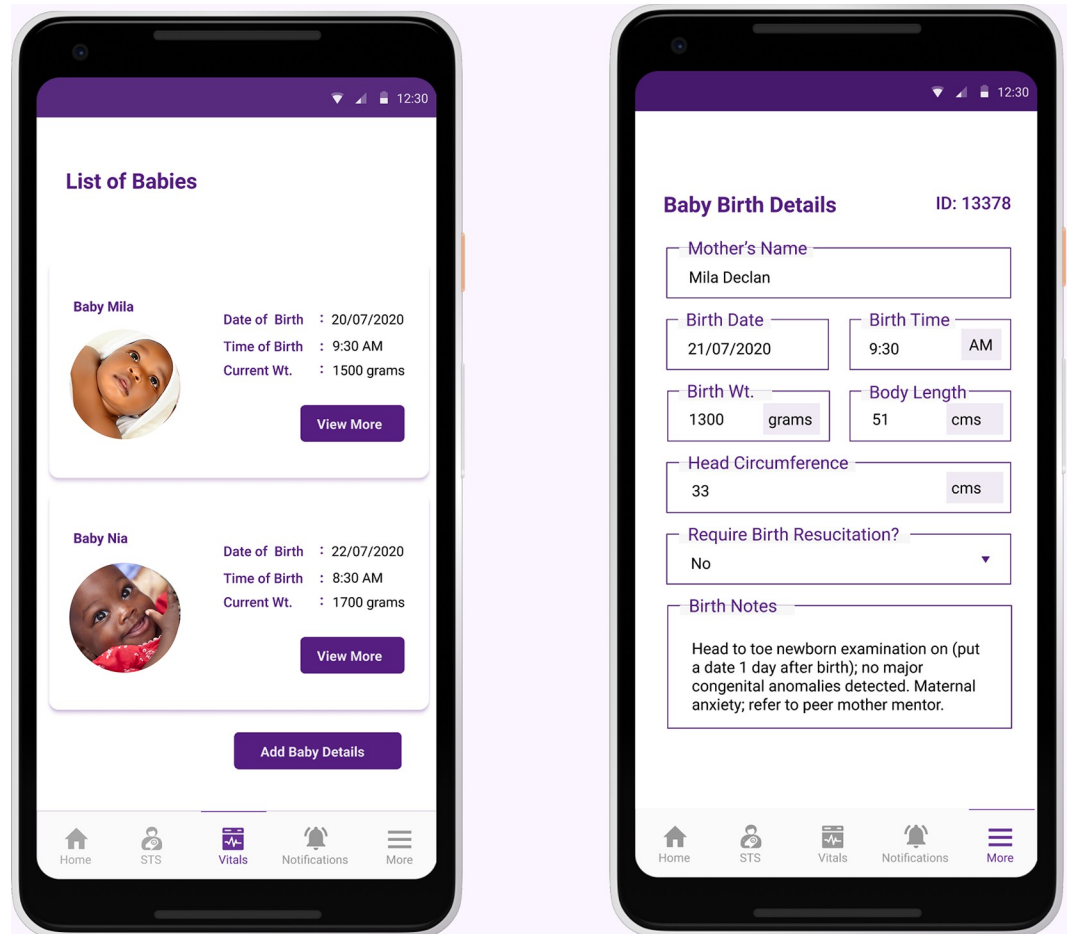 12:30
List of Babies
Baby Mila
Date of Birth : 20/07/2020
Time of Birth : 9:30 AM
Current Wt. : 1500 grams
View More
Baby Nia
Date of Birth : 22/07/2020
Time of Birth : 8:30 AM
Current Wt. : 1700 grams
View More
Add Baby Details
Home STS Vitals Notifications More
12:30
Baby Birth Details ID: 13378
Mother's Name
Mila Declan
Birth Date Birth Time
21/07/2020 9:30 AM
Birth Wt. Body Length
1300 grams 51 cms
Head Circumference
33 cms
Require Birth Resucitation?
No
Birth Notes
Head to toe newborn examination on (put
a date 1 day after birth); no major
congenital anomalies detected. Maternal
anxiety; refer to peer mother mentor.
Home STS Vitals Notifications More